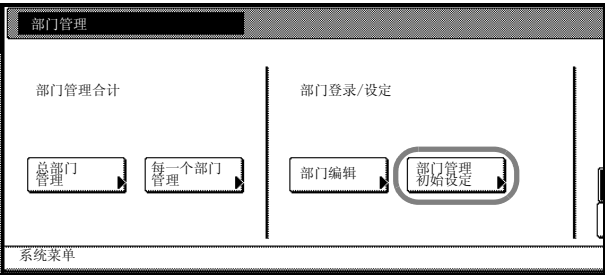 部门管理
部门管理合计
部门登录/设定
总部门
管理
每一个部门
管理
部门编辑
部门管理
初始设定
系统菜单